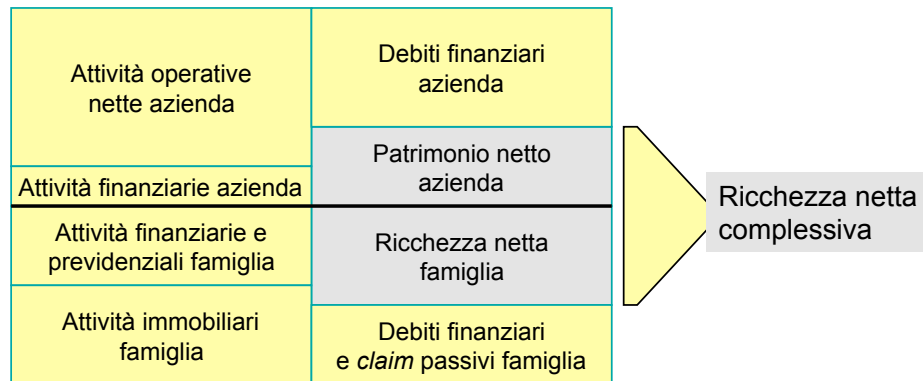 Attività operative
nette azienda
Debiti finanziari
azienda
Patrimonio netto
azienda
Attività finanziarie azienda
Attività finanziarie e
previdenziali famiglia
Ricchezza netta
famiglia
Attività immobiliari
famiglia
Debiti finanziari
e claim passivi famiglia
Ricchezza netta
complessiva